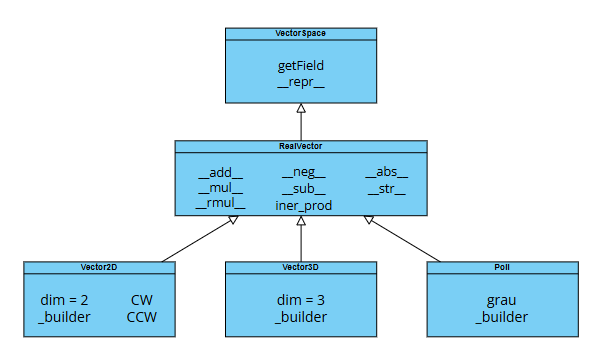 VectorSpace
getField
__repr__
RealVector
__add__ __neg__ __abs__
__mul__ __sub__ __str__
__rmul__ iner_prod
Vector2D
dim = 2 CW
_builder CCW
Vector3D
dim = 3
_builder
Poli
grau
_builder